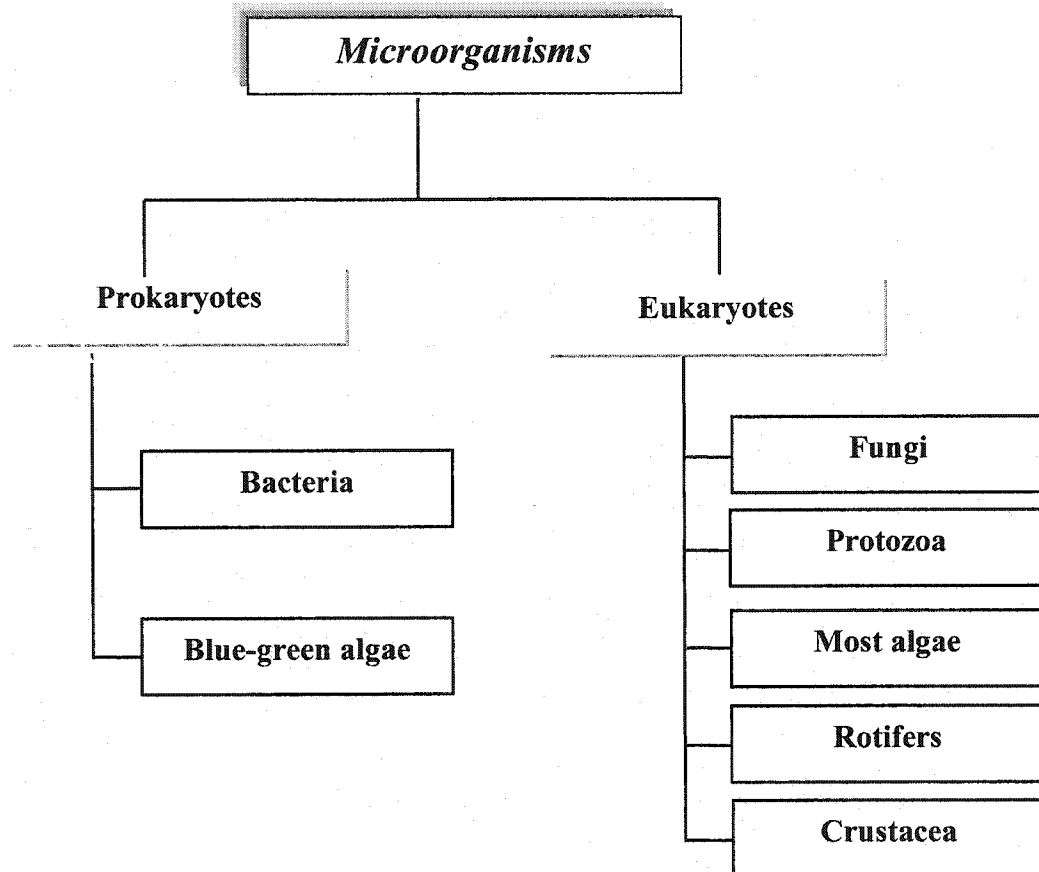 Microorganisms
Prokaryotes
Bacteria
Blue-green algae
Eukaryotes
Fungi
Protozoa
Most algae
Rotifers
Crustacea